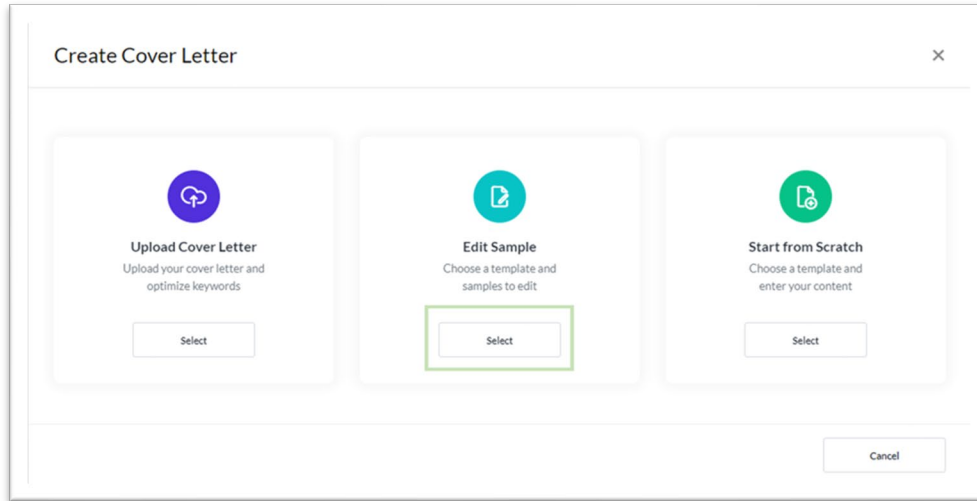 Create Cover Letter
Upload Cover Letter
Upload your cover letter and
optimize keywords
Select
Edit Sample
Choose a template and
samples to edit
Select
Start from Scratch
Choose a template and
enter your content
Select
Cancel